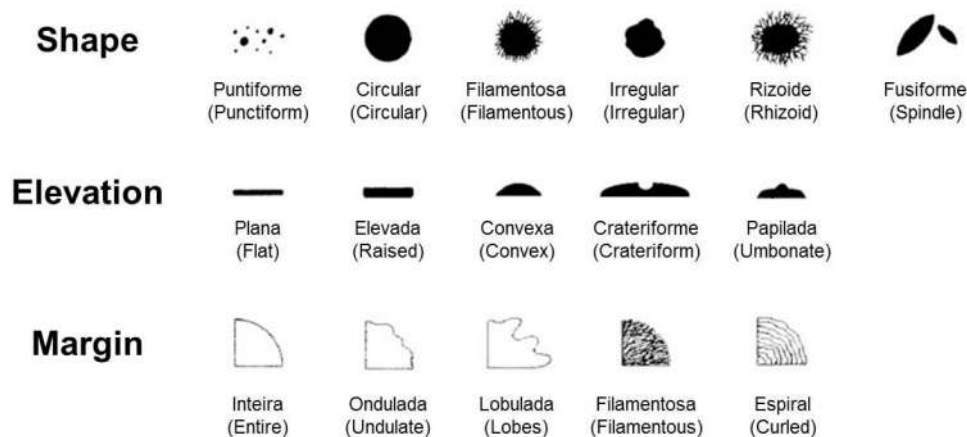 Shape
Puntiforme Circular Filamentosa Irregular Rizoide Fusiforme
(Punctiform) (Circular) (Filamentous) (Irregular) (Rhizoid) (Spindle)
Elevation
Plana Elevada Convexa Crateriforme Papilada
(Flat) (Raised) (Convex) (Crateriform) (Umbonate)
Margin
Inteira Ondulada Lobulada Filamentosa Espiral
(Entire) (Undulate) (Lobes) (Filamentous) (Curled)